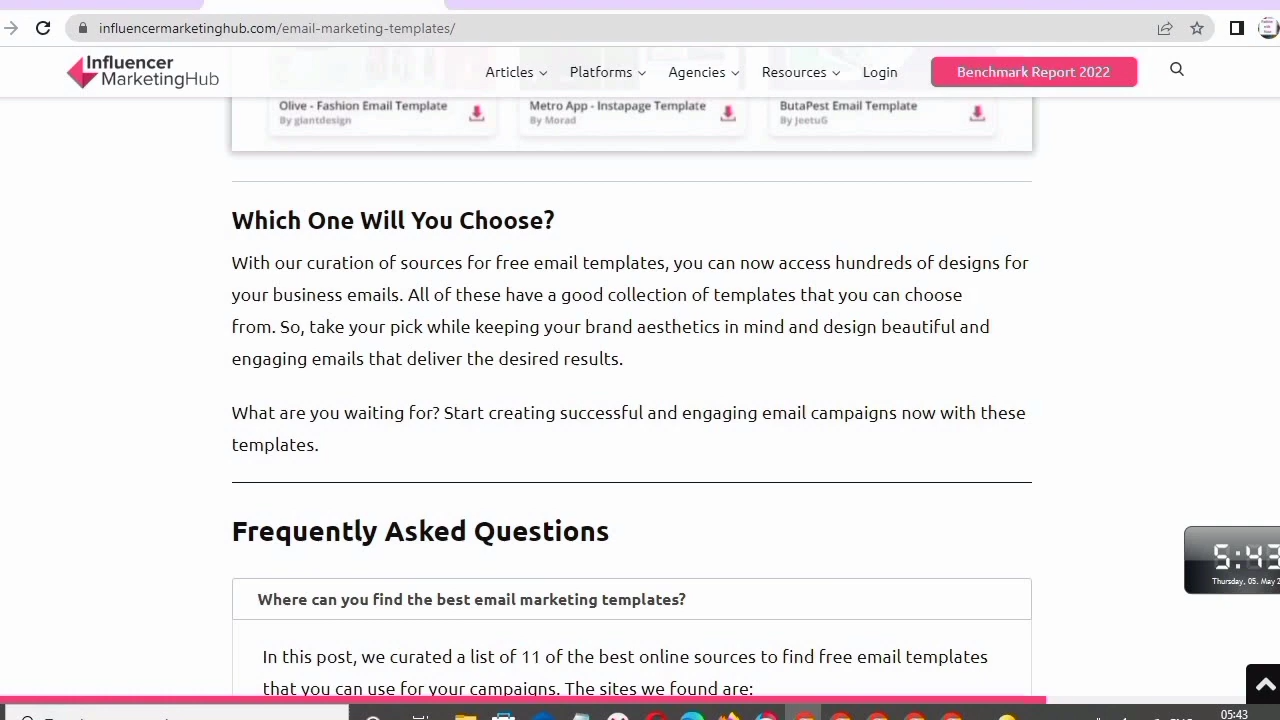 influencermarketinghub.com/email-marketing-templates/
Influencer
MarketingHub
Articles Platforms Agencies Resources Login Benchmark Report 2022
Olive - Fashion Email Template
By giantdesign
Metro App - Instapage Template
By Morad
ButaPest Email Template
By JeetuG
Which One Will You Choose?
With our curation of sources for free email templates, you can now access hundreds of designs for
your business emails. All of these have a good collection of templates that you can choose
from. So, take your pick while keeping your brand aesthetics in mind and design beautiful and
engaging emails that deliver the desired results.
What are you waiting for? Start creating successful and engaging email campaigns now with these
templates.
Frequently Asked Questions
5:43
Thursday, 05. May 2
Where can you find the best email marketing templates?
In this post, we curated a list of 11 of the best online sources to find free email templates
that you can use for your campaigns. The sites we found are:
05:43